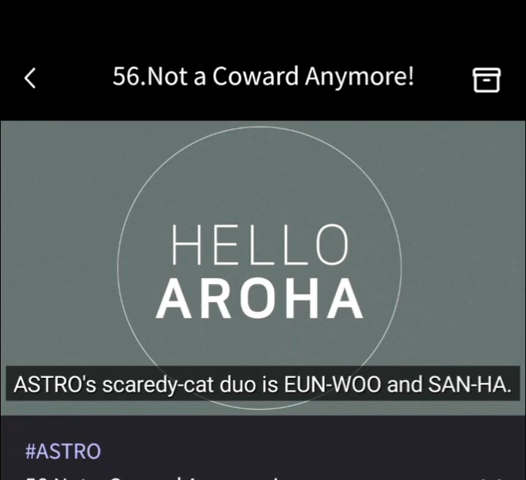 56.Not a Coward Anymore!
HELLO
AROHA
ASTRO's scaredy-cat duo is EUN-WOO and SAN-HA.
#ASTRO